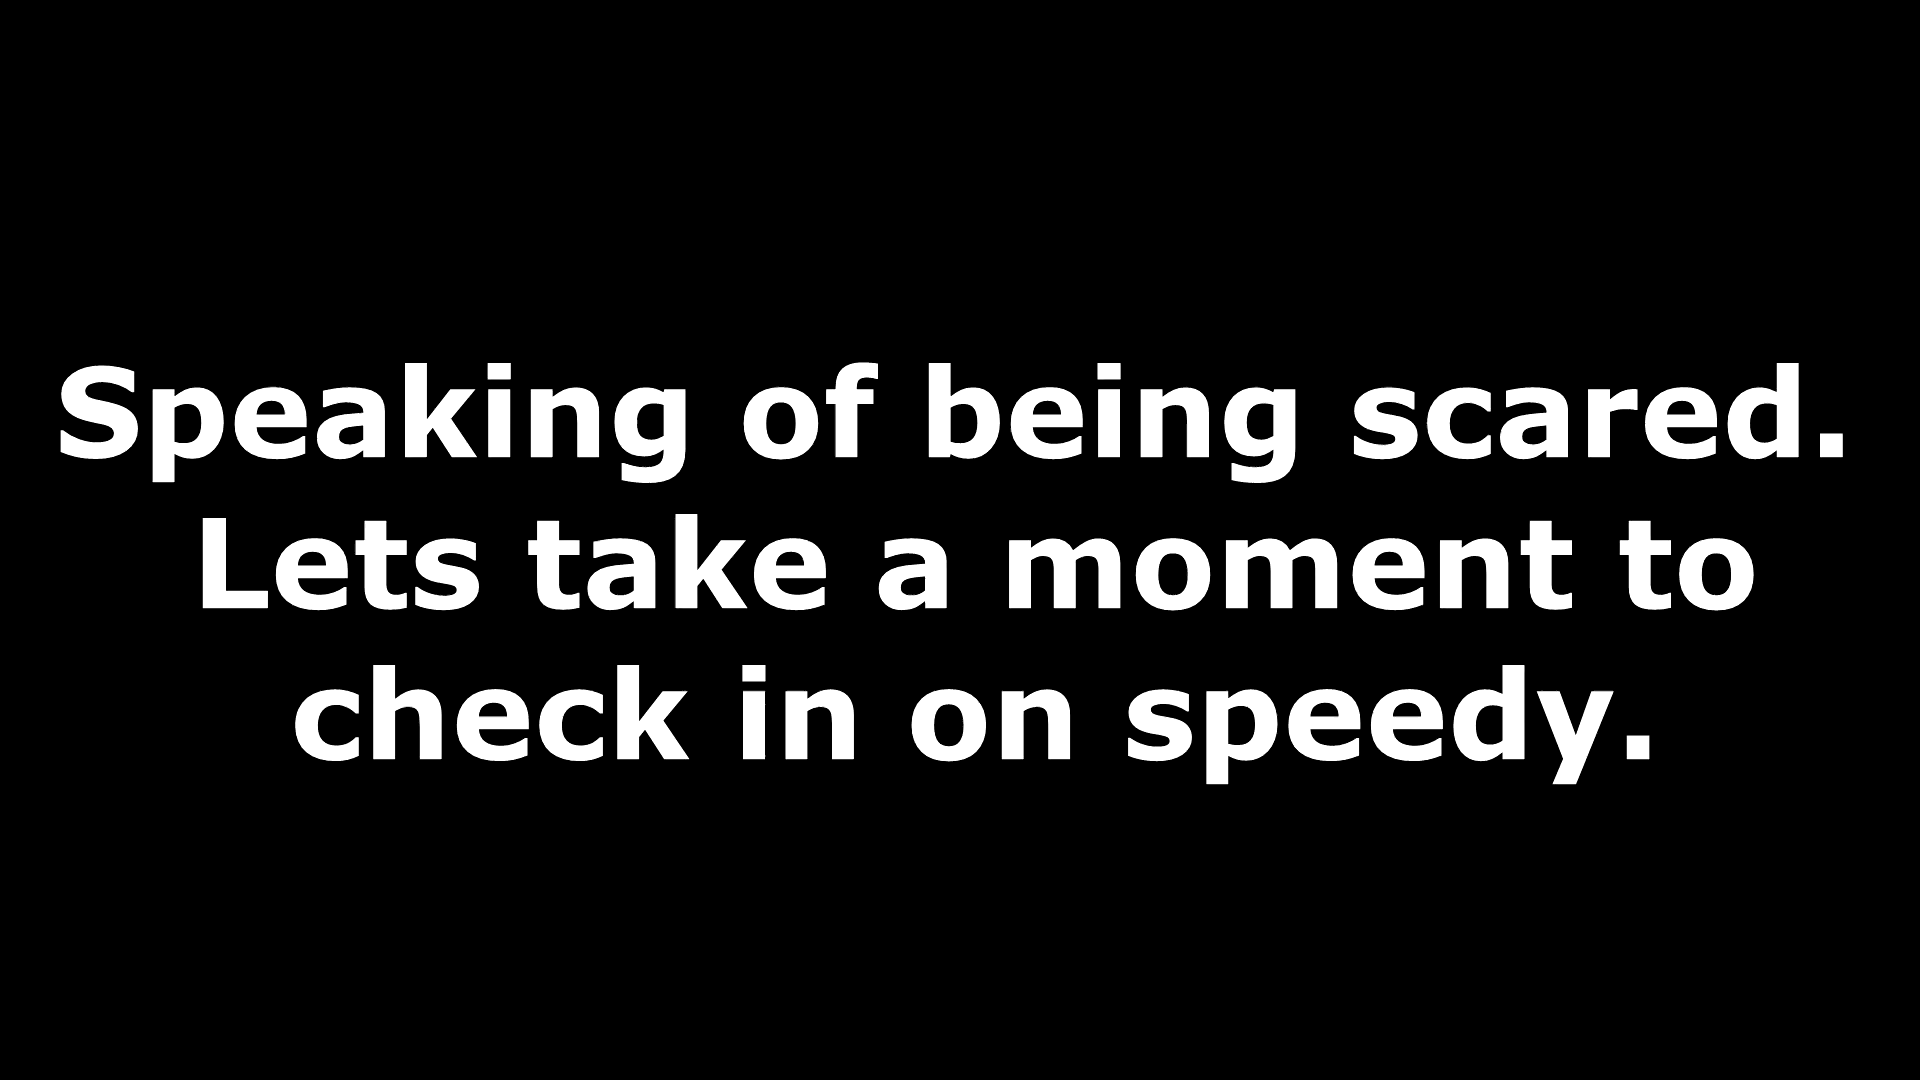 Speaking of being scared.
Lets take a moment to
check in on speedy.